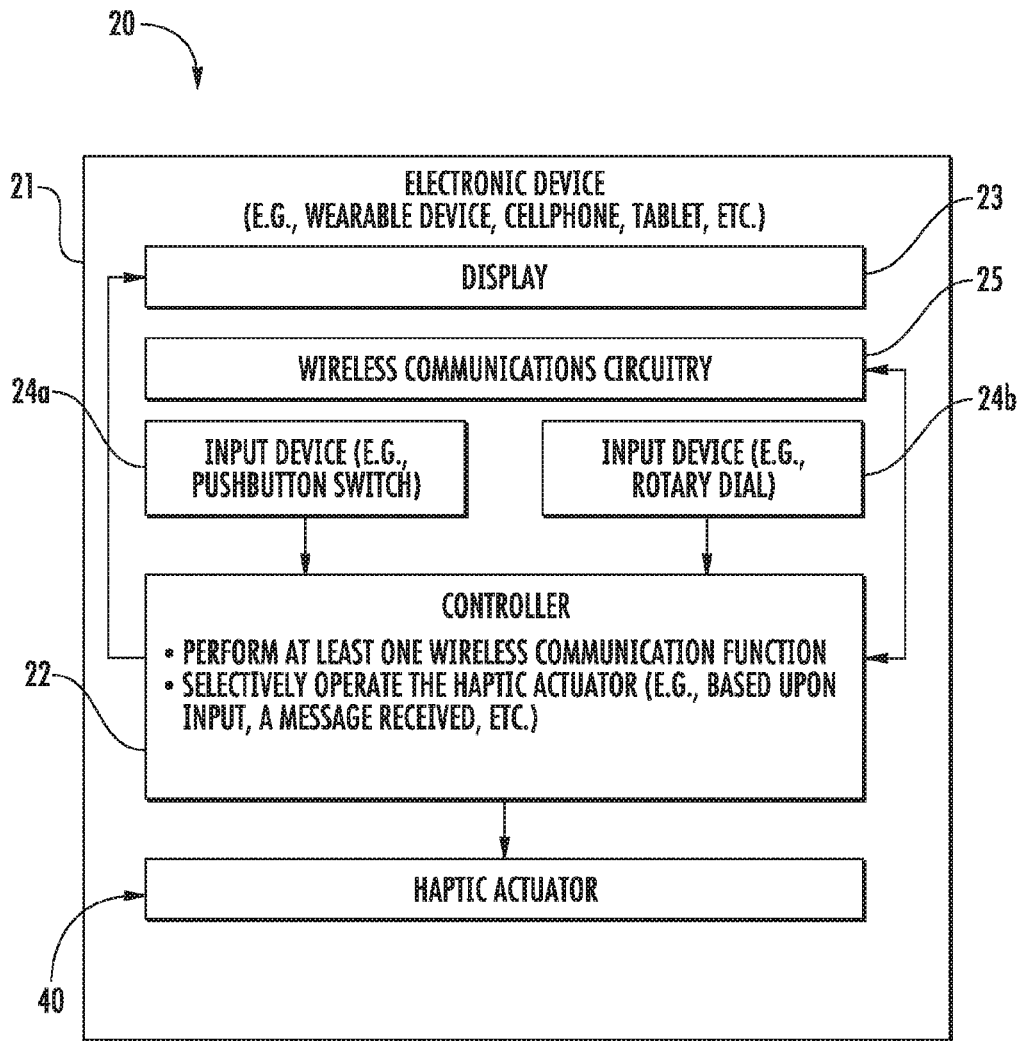 20
21
ELECTRONIC DEVICE
(E.G., WEARABLE DEVICE, CELLPHONE, TABLET, ETC.)
23
DISPLAY
25
WIRELESS COMMUNICATIONS CIRCUITRY
24a
24b
INPUT DEVICE (E.G.,
PUSHBUTTON SWITCH)
INPUT DEVICE (E.G.,
ROTARY DIAL)
CONTROLLER
• PERFORM AT LEAST ONE WIRELESS COMMUNICATION FUNCTION
• SELECTIVELY OPERATE THE HAPTIC ACTUATOR (E.G., BASED UPON
INPUT, A MESSAGE RECEIVED, ETC.)
22
HAPTIC ACTUATOR
40